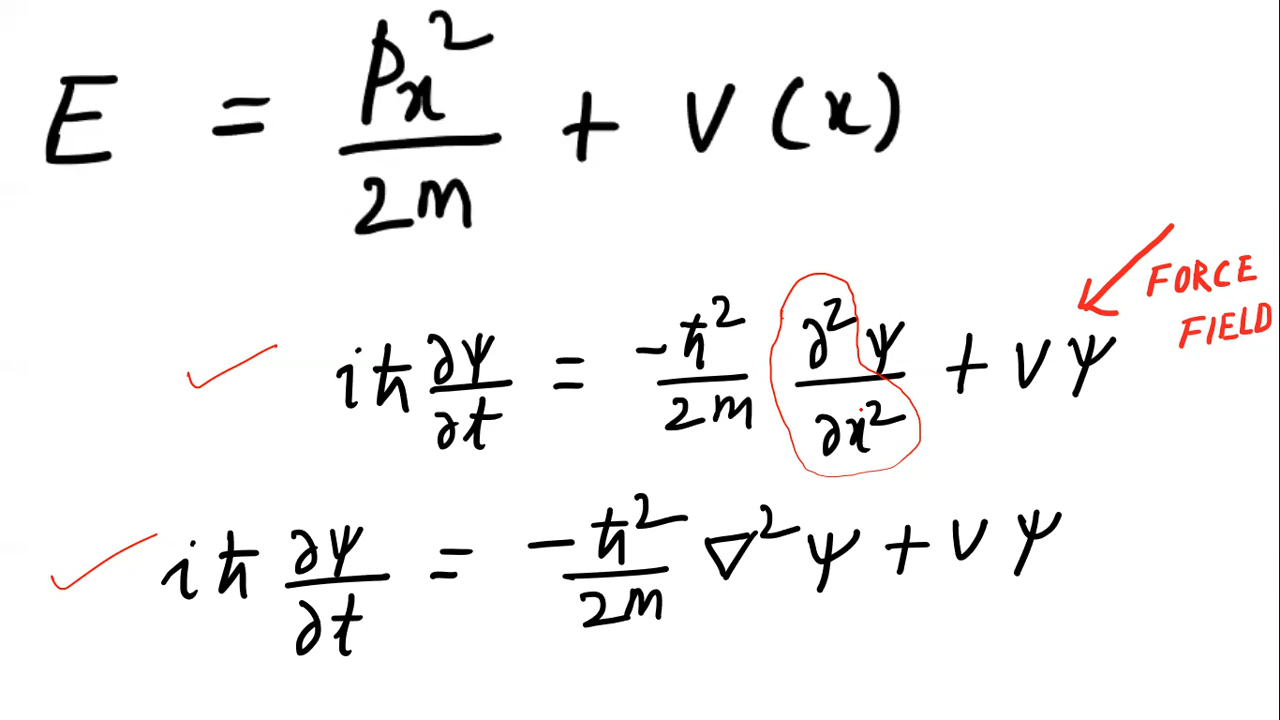 E = Px²/2m + V(x)
FORCE
FIELD
iħ ∂ψ/∂t = -ħ²/2m ∂²ψ/∂x² + Vψ
iħ ∂ψ/∂t = -ħ²/2m ∇²ψ + Vψ